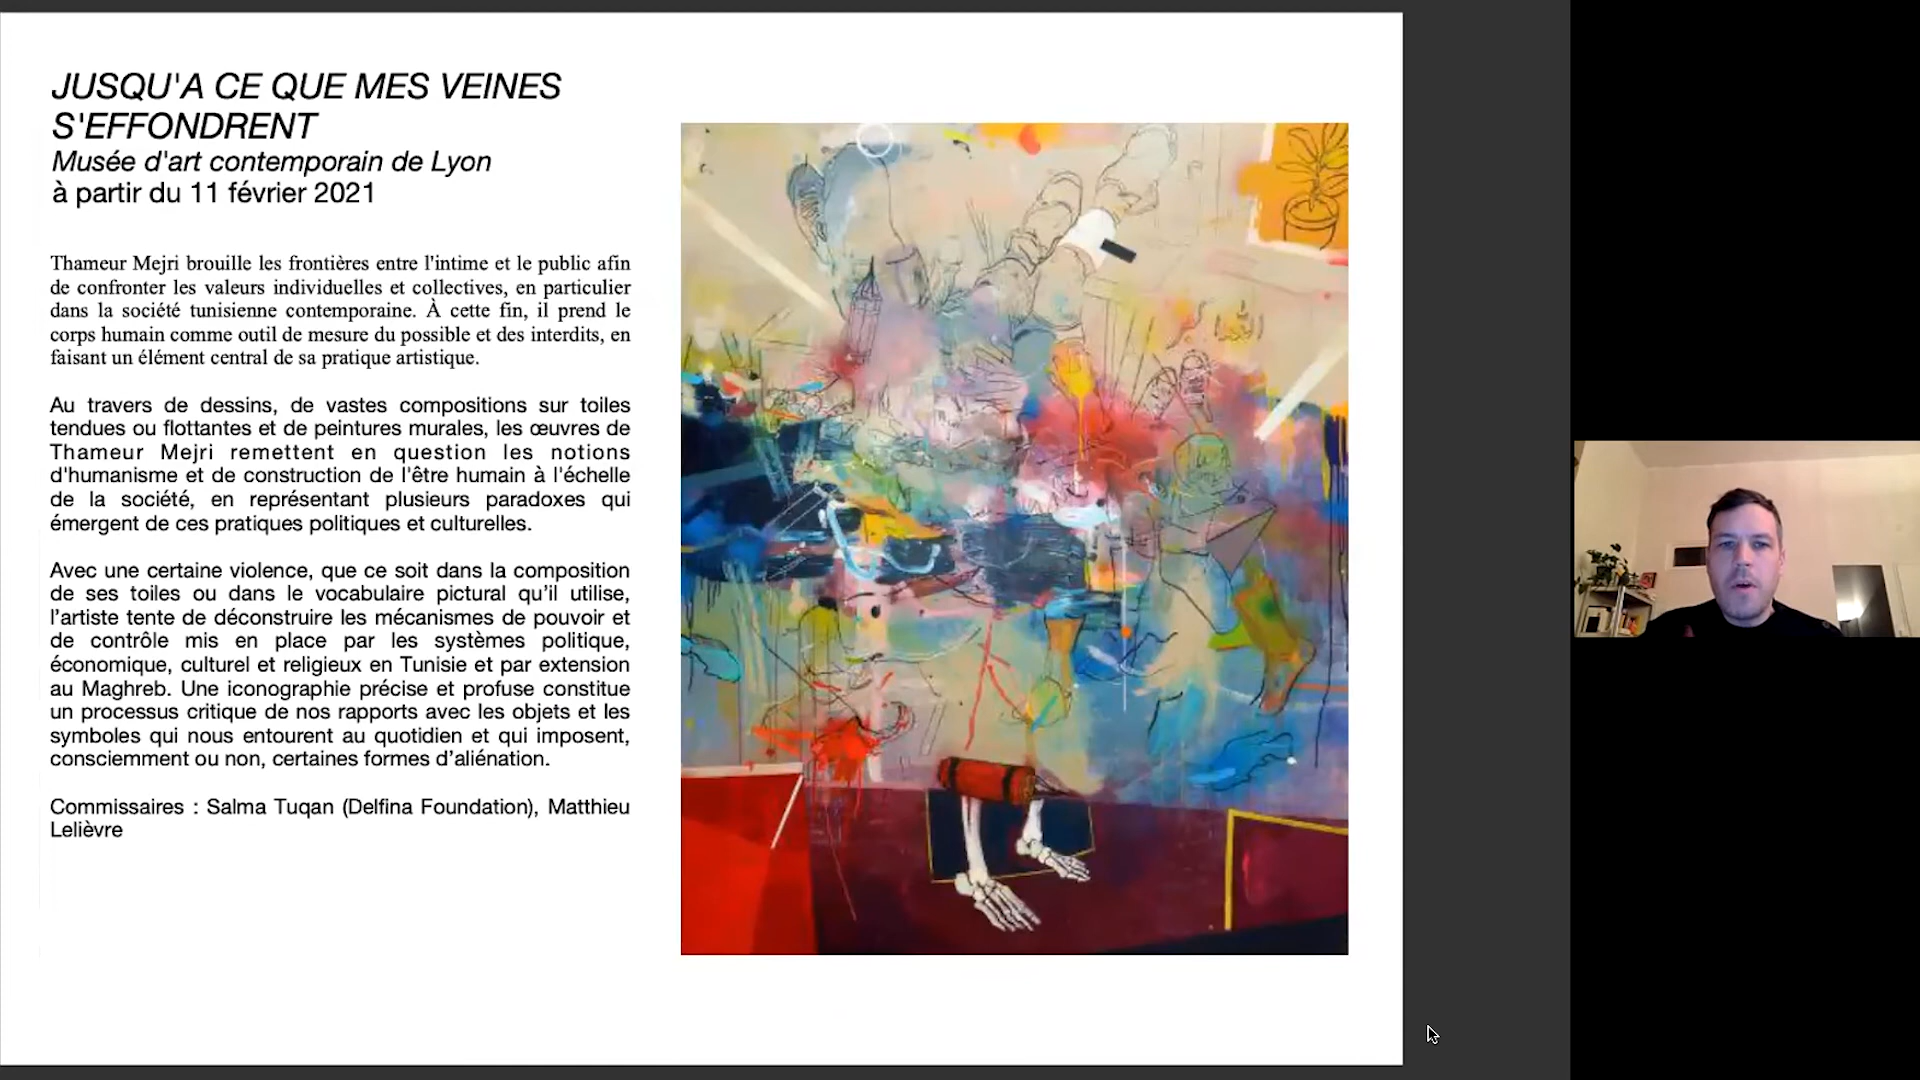 JUSQU'A CE QUE MES VEINES
S'EFFONDRENT
Musée d'art contemporain de Lyon
à partir du 11 février 2021
Thameur Mejri brouille les frontières entre l'intime et le public afin
de confronter les valeurs individuelles et collectives, en particulier
dans la société tunisienne contemporaine. À cette fin, il prend le
corps humain comme outil de mesure du possible et des interdits, en
faisant un élément central de sa pratique artistique.
Au travers de dessins, de vastes compositions sur toiles
tendues ou flottantes et de peintures murales, les œuvres de
Thameur Mejri remettent en question les notions
d'humanisme et de construction de l'être humain à l'échelle
de la société, en représentant plusieurs paradoxes qui
émergent de ces pratiques politiques et culturelles.
Avec une certaine violence, que ce soit dans la composition
de ses toiles ou dans le vocabulaire pictural qu’il utilise,
l’artiste tente de déconstruire les mécanismes de pouvoir et
de contrôle mis en place par les systèmes politique,
économique, culturel et religieux en Tunisie et par extension
au Maghreb. Une iconographie précise et profuse constitue
un processus critique de nos rapports avec les objets et les
symboles qui nous entourent au quotidien et qui imposent,
consciemment ou non, certaines formes d’aliénation.
Commissaires : Salma Tuqan (Delfina Foundation), Matthieu
Lelièvre